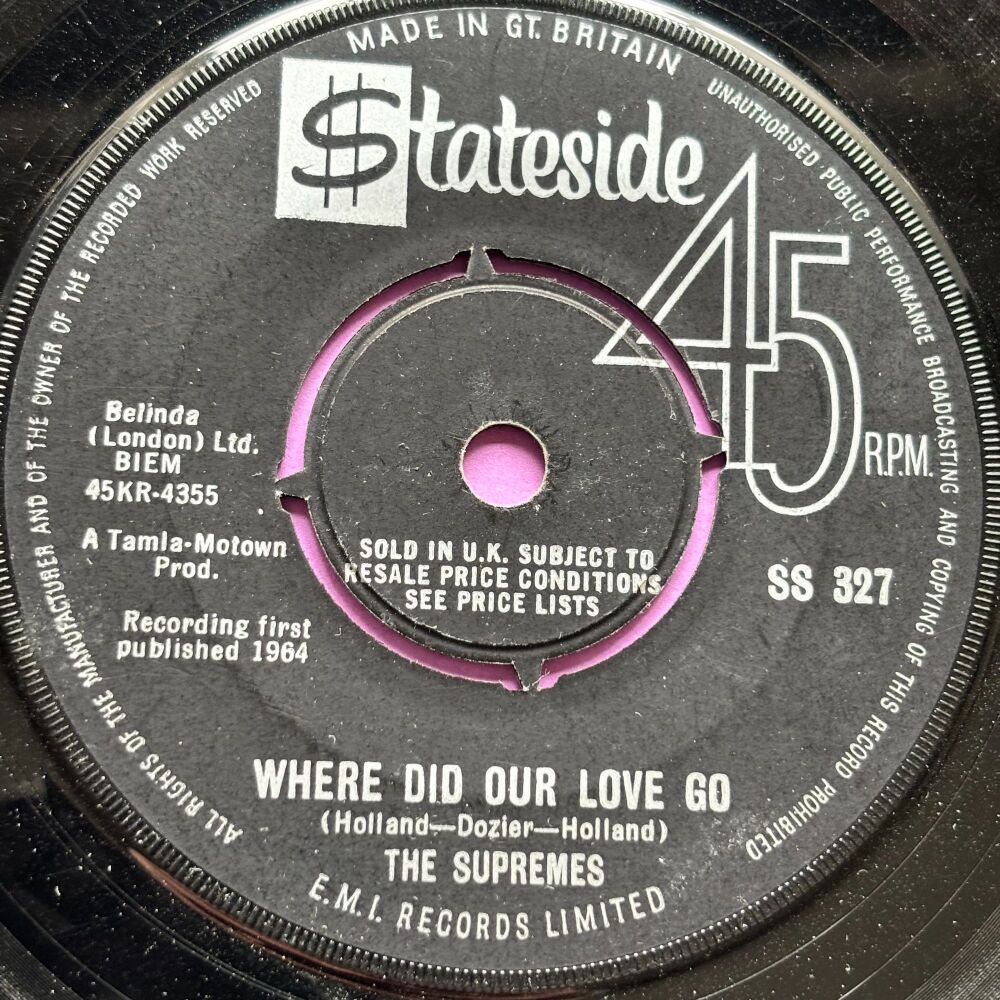 MADE IN GT. BRITAIN
$tateside
45
R.P.M.
Belinda
(London) Ltd.
BIEM
45KR-4355
A Tamla-Motown
Prod.
Recording first
published 1964
SOLD IN U.K. SUBJECT TO
RESALE PRICE CONDITIONS
SEE PRICE LISTS
SS 327
WHERE DID OUR LOVE GO
(Holland—Dozier—Holland)
THE SUPREMES
E.M.I. RECORDS LIMITED
ALL RIGHTS OF THE MANUFACTURER AND OF THE OWNER OF THE RECORDED WORK RESERVED
UNAUTHORISED PUBLIC PERFORMANCE BROADCASTING AND COPYING OF THIS RECORD PROHIBITED